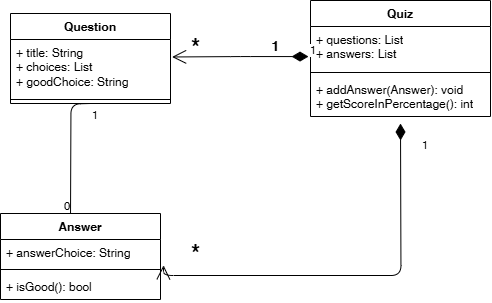 Question
+ title: String
+ choices: List
+ goodChoice: String
*
1
1
Quiz
+ questions: List
+ answers: List
+ addAnswer(Answer): void
+ getScoreInPercentage(): int
1
1
0
Answer
+ answerChoice: String
+ isGood(): bool
*